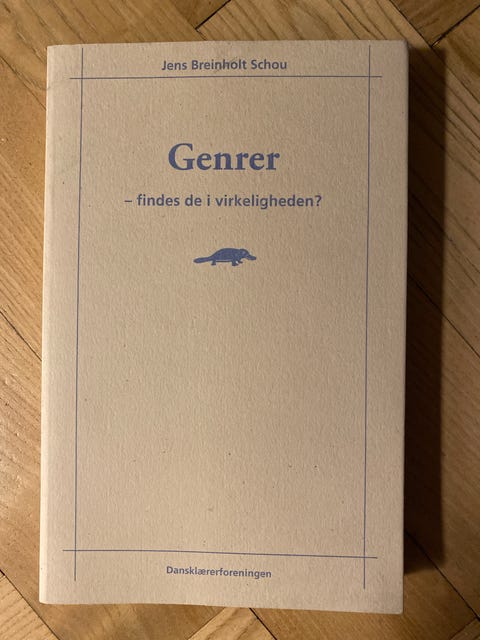 Jens Breinholt Schou
Genrer
– findes de i virkeligheden?
Dansklærerforeningen